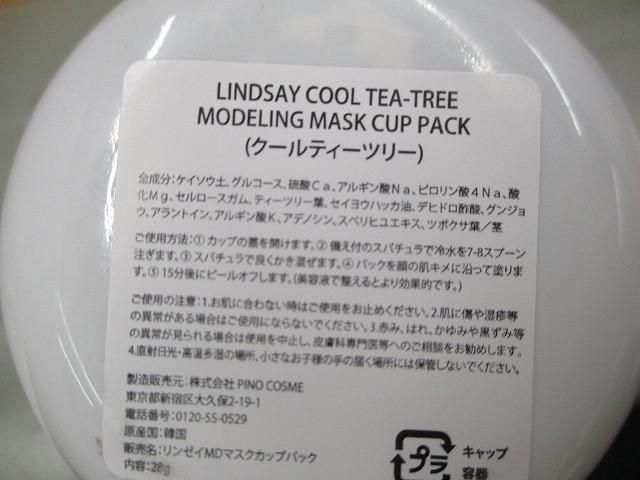 LINDSAY COOL TEA-TREE
MODELING MASK CUP PACK
(クールティーツリー)
全成分:ケイソウ土、グルコース、硫酸Ca、アルギン酸Na、ピロリン酸4Na、酸
化Mg、セルロースガム、ティーツリー葉、セイヨウハッカ油、デヒドロ酢酸、グンジョ
ウ、アラントイン、アルギン酸K、アデノシン、スベリヒユエキス、ツボクサ葉/茎
ご使用方法:① カップの蓋を開けます。② 備え付のスパチュラで冷水を7-8スプーン
注ぎます。③ スパチュラで良くかき混ぜます。④ パックを顔の肌キメに沿って塗りま
す。⑤ 15分後にピールオフします。(美容液で整えるとより効果的です。)
ご使用の注意:1.お肌に合わない時はご使用をお止めください。2.肌に傷や湿疹等
の異常がある場合はご使用にならないでください。3.赤み、はれ、かゆみや黒ずみ等
の異常が見られる場合は使用を中止し、皮膚科専門医等へのご相談をお勧めします。
4.直射日光・高温多湿の場所、小さなお子様の手の届く場所には保管しないでください。
製造販売元:株式会社 PINO COSME
東京都新宿区大久保2-19-1
電話番号:0120-55-0529
原産国:韓国
販売名:リンゼイMDマスクカップパック
内容:28g
プラ
キャップ
容器